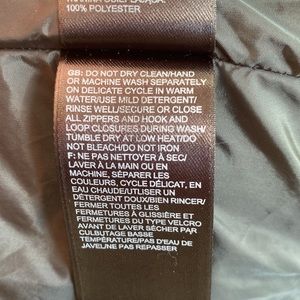 100% POLYESTER
GB: DO NOT DRY CLEAN/HAND
OR MACHINE WASH SEPARATELY
ON DELICATE CYCLE IN WARM
WATER/USE MILD DETERGENT/
RINSE WELL/SECURE OR CLOSE
ALL ZIPPERS AND HOOK AND
LOOP CLOSURES DURING WASH/
TUMBLE DRY AT LOW HEAT/DO
NOT BLEACH/DO NOT IRON
F: NE PAS NETTOYER À SEC/
LAVER À LA MAIN OU EN
MACHINE, SÉPARER LES
COULEURS, CYCLE DÉLICAT, EN
EAU CHAUDE/UTILISER UN
DÉTERGENT DOUX/BIEN RINCER/
FERMER TOUTES LES
FERMETURES À GLISSIÈRE ET
FERMETURES DU TYPE VELCRO
AVANT DE LAVER SÉCHER PAR
CULBUTAGE BASSE
TEMPÉRATURE/PAS D'EAU DE
JAVEL/NE PAS REPASSER